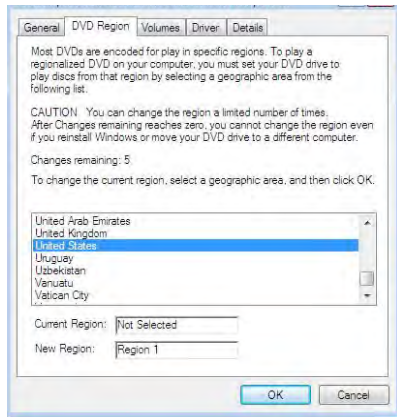 General DVD Region Volumes Driver Details
Most DVDs are encoded for play in specific regions. To play a
regionalized DVD on your computer, you must set your DVD drive to
play discs from that region by selecting a geographic area from the
following list.
CAUTION You can change the region a limited number of times.
After Changes remaining reaches zero, you cannot change the region even
if you reinstall Windows or move your DVD drive to a different computer.
Changes remaining: 5
To change the current region, select a geographic area, and then click OK.
United Arab Emirates
United Kingdom
United States
Uruguay
Uzbekistan
Vanuatu
Vatican City
Current Region: Not Selected
New Region: Region 1
OK Cancel